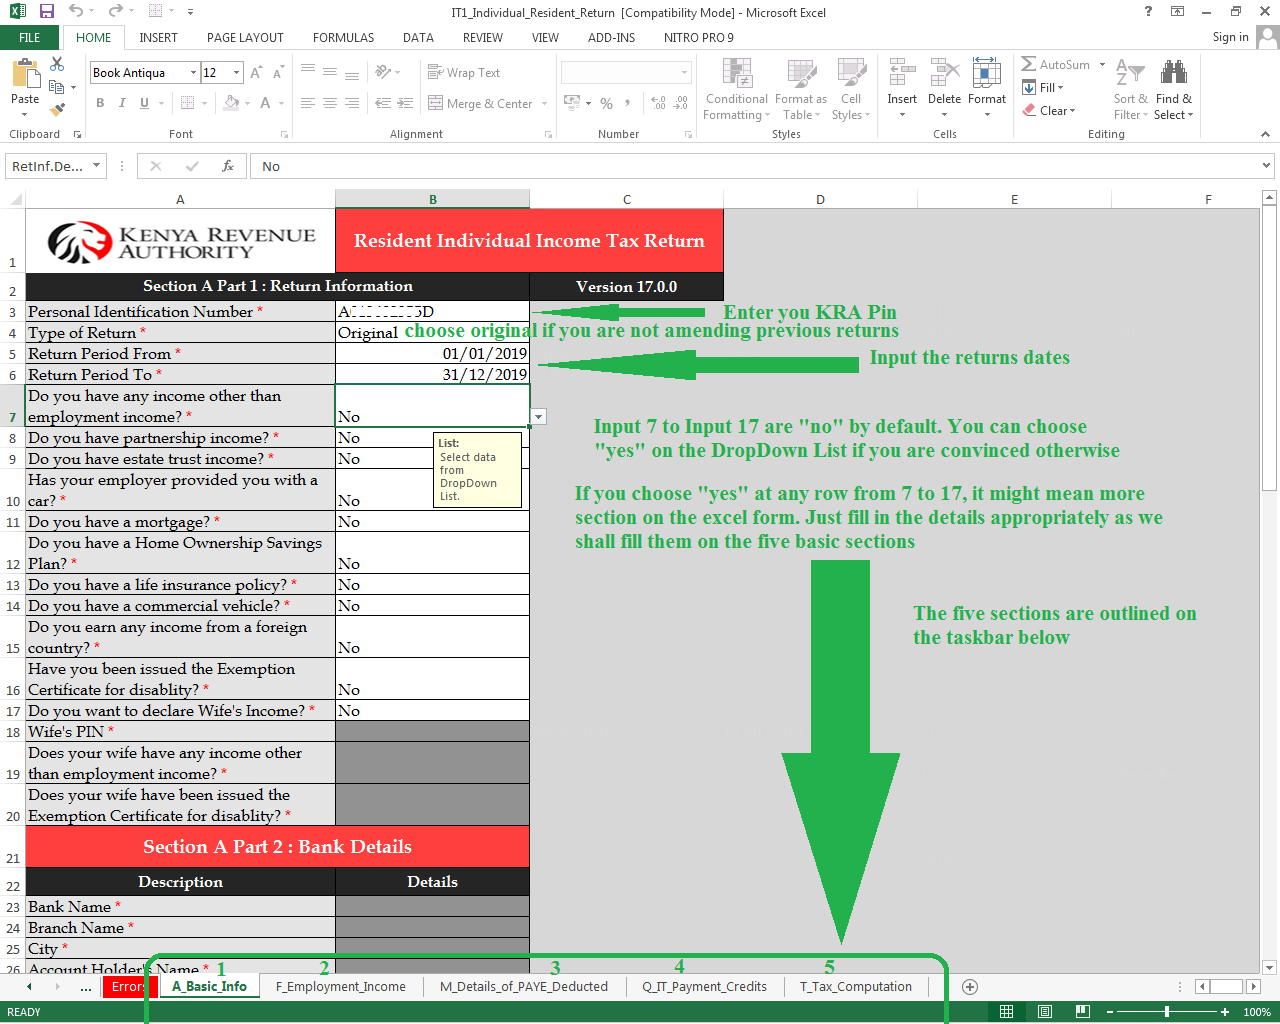 IT1_Individual_Resident_Return [Compatibility Mode] - Microsoft Excel
FILE HOME INSERT PAGE LAYOUT FORMULAS DATA REVIEW VIEW ADD-INS NITRO PRO 9 Sign in
Paste
Clipboard
Book Antiqua 12
B I U
Font
Wrap Text
Merge & Center
Alignment
% ,
Number
Conditional Formatting
Format as Table
Cell Styles
Styles
Insert Delete Format
Cells
AutoSum
Fill
Clear
Sort & Filter
Find & Select
Editing
RetInf.De... fx No
A B C D E F
1 KENYA REVENUE AUTHORITY Resident Individual Income Tax Return
2 Section A Part 1 : Return Information Version 17.0.0
3 Personal Identification Number * Enter you KRA Pin
4 Type of Return * Original choose original if you are not amending previous returns
5 Return Period From * 01/01/2019
Input the returns dates
6 Return Period To * 31/12/2019
Do you have any income other than
7 employment income? * No
Input 7 to Input 17 are "no" by default. You can choose
"yes" on the DropDown List if you are convinced otherwise
8 Do you have partnership income? * No
9 Do you have estate trust income? * No
List:
Select data
from
DropDown
List.
Has your employer provided you with a
10 car? * No
If you choose "yes" at any row from 7 to 17, it might mean more
section on the excel form. Just fill in the details appropriately as we
shall fill them on the five basic sections
11 Do you have a mortgage? * No
Do you have a Home Ownership Savings
12 Plan? * No
13 Do you have a life insurance policy? * No
14 Do you have a commercial vehicle? * No
The five sections are outlined on
the taskbar below
Do you earn any income from a foreign
15 country? * No
Have you been issued the Exemption
16 Certificate for disablity? * No
17 Do you want to declare Wife's Income? * No
18 Wife's PIN *
Does your wife have any income other
19 than employment income? *
Does your wife have been issued the
20 Exemption Certificate for disablity? *
21 Section A Part 2 : Bank Details
22 Description Details
23 Bank Name *
24 Branch Name *
25 City *
26 Account Holder's Name *
1 2 3 4 5
... Errors A_Basic_Info F_Employment_Income M_Details_of_PAYE_Deducted Q_IT_Payment_Credits T_Tax_Computation
READY 100%